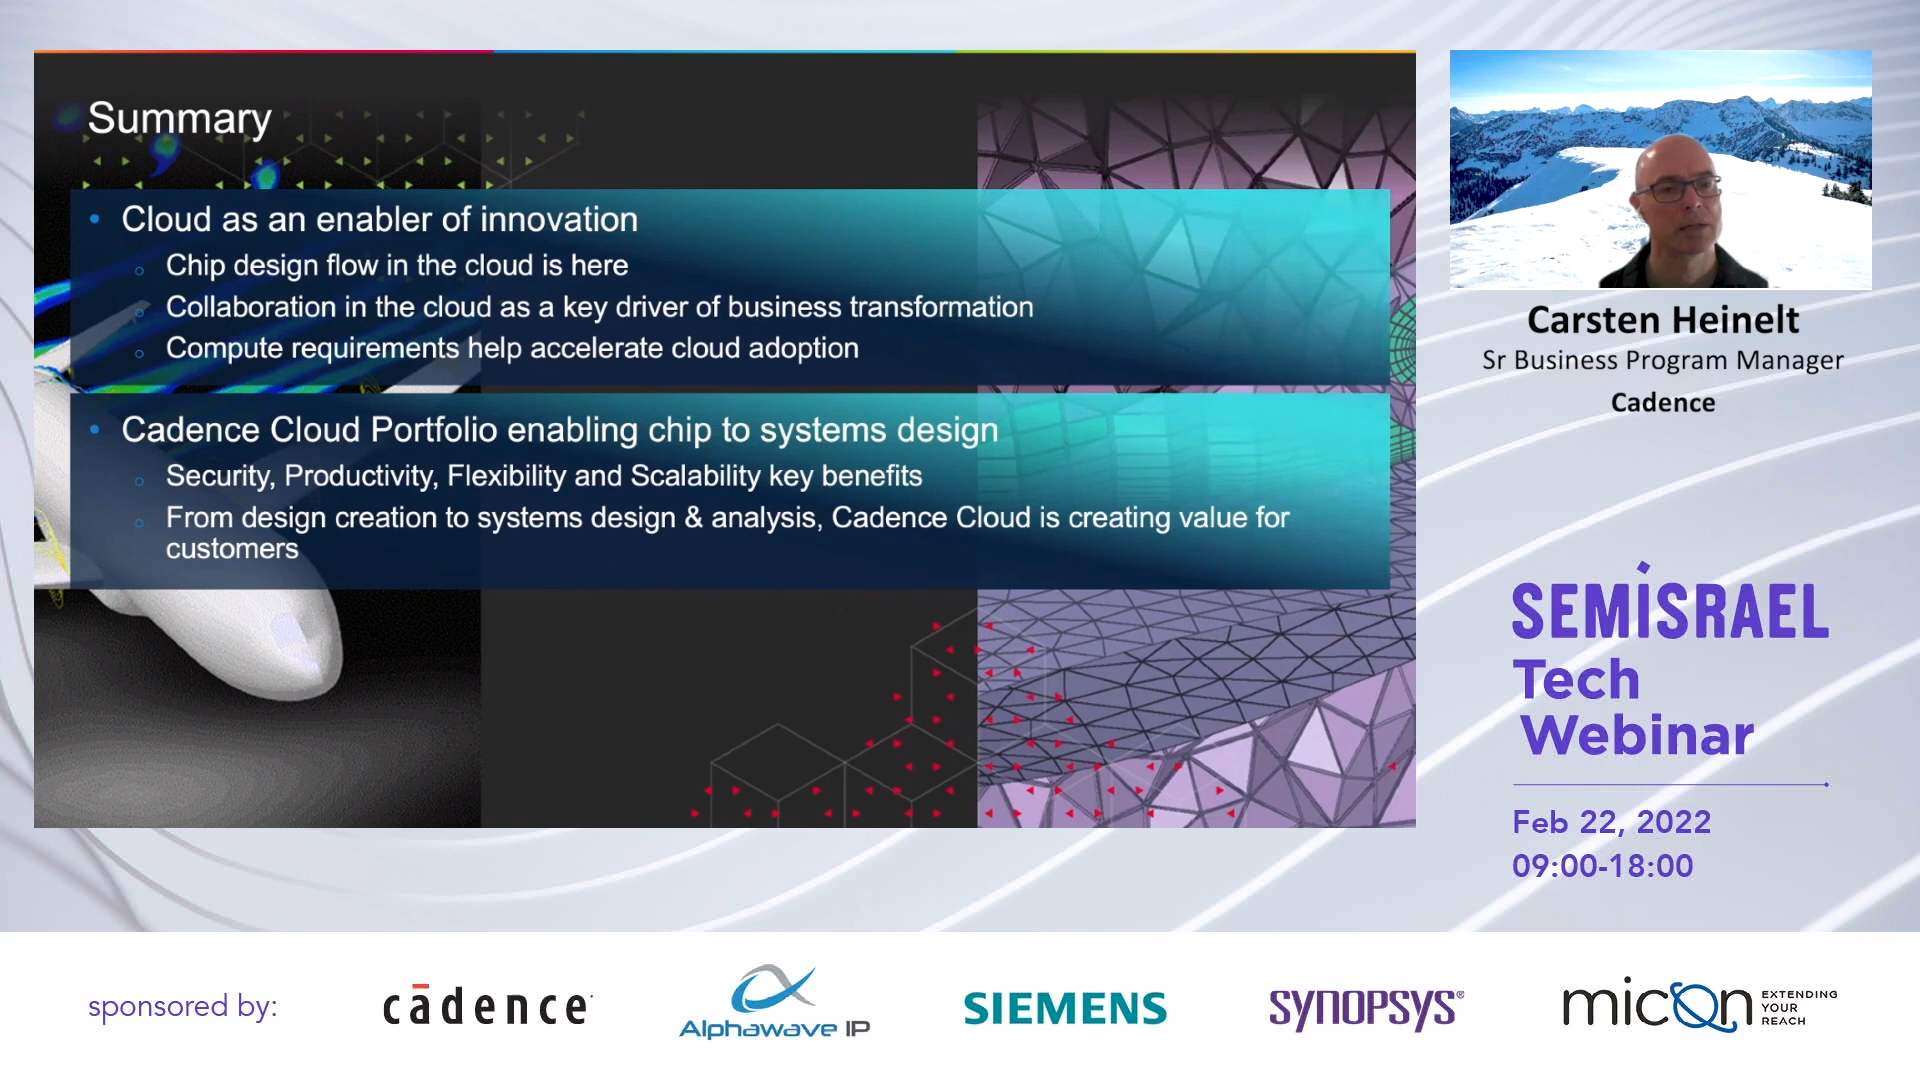 Summary
Cloud as an enabler of innovation
Chip design flow in the cloud is here
Collaboration in the cloud as a key driver of business transformation
Compute requirements help accelerate cloud adoption
Cadence Cloud Portfolio enabling chip to systems design
Security, Productivity, Flexibility and Scalability key benefits
From design creation to systems design & analysis, Cadence Cloud is creating value for
customers
Carsten Heinelt
Sr Business Program Manager
Cadence
SEMISRAEL
Tech
Webinar
Feb 22, 2022
09:00-18:00
sponsored by:
cādence
Alphawave IP
SIEMENS
SYNOPSYS®
micon
EXTENDING
YOUR
REACH